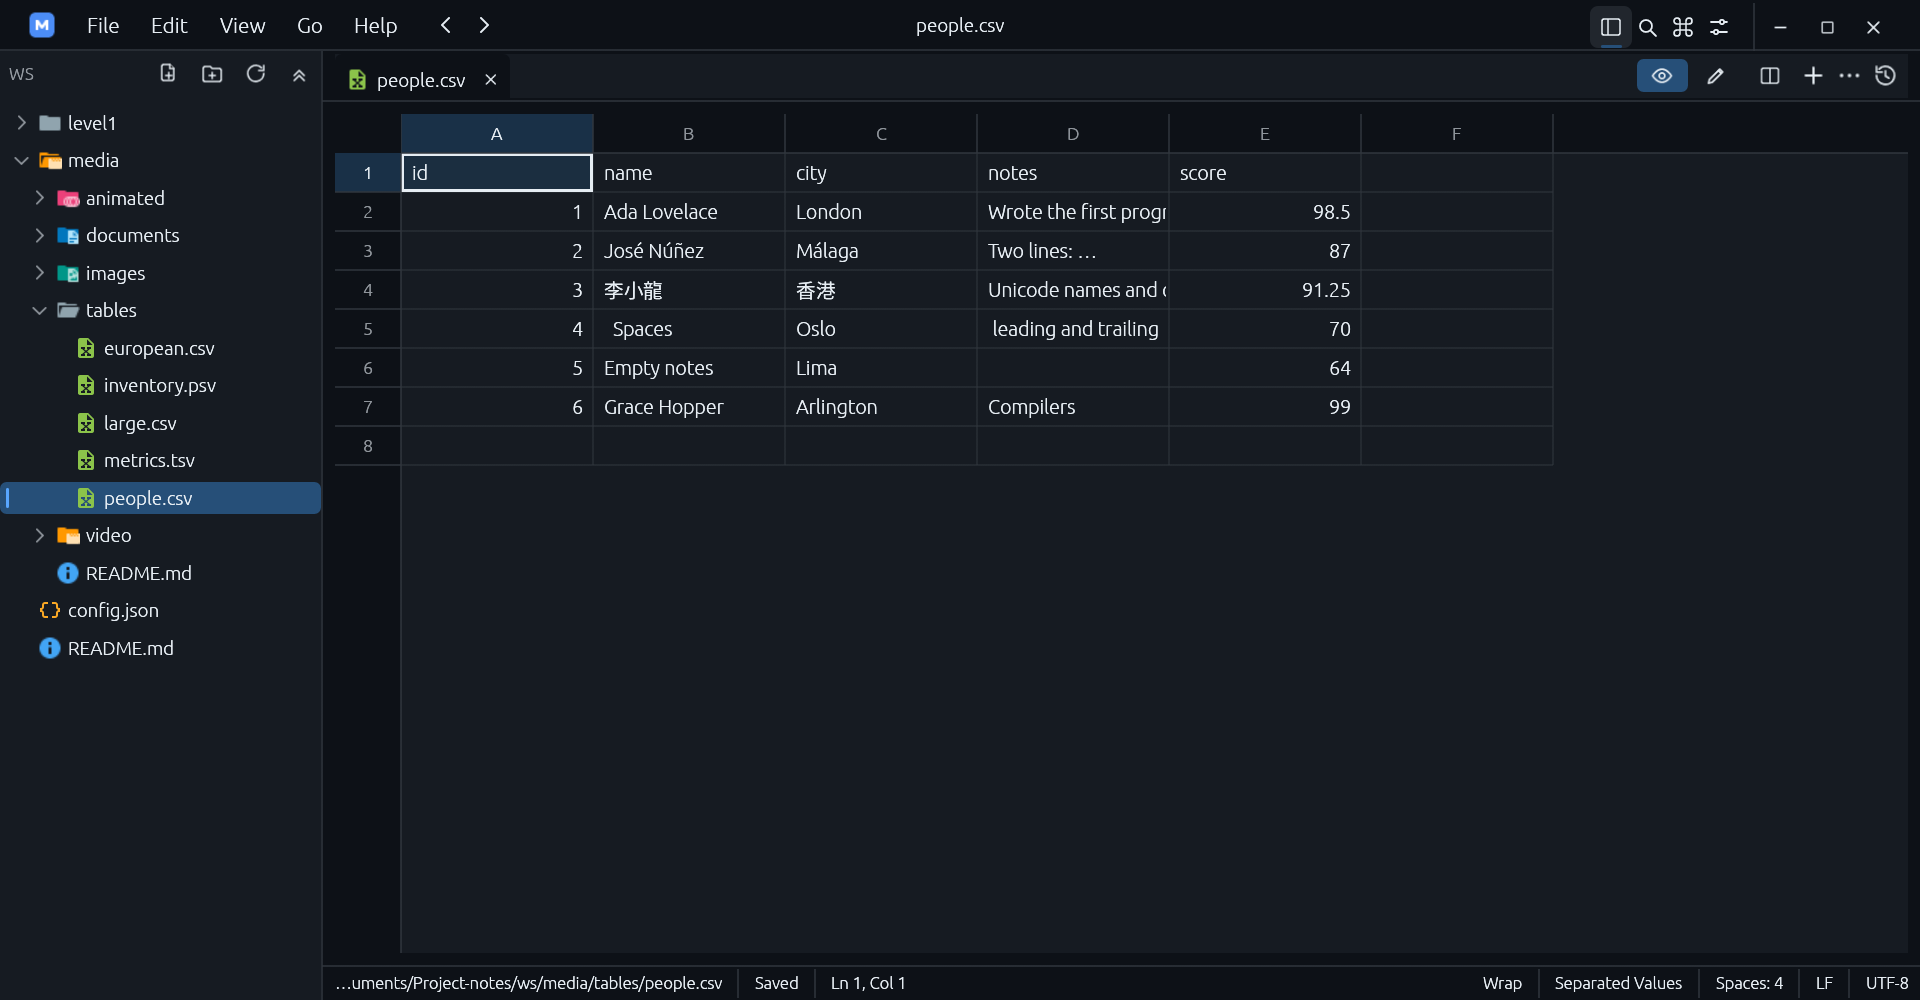 M File Edit View Go Help people.csv
WS
people.csv
level1
media
animated
documents
images
tables
european.csv
inventory.psv
large.csv
metrics.tsv
people.csv
video
README.md
config.json
README.md
A B C D E F
1 id name city notes score
2 1 Ada Lovelace London Wrote the first progr 98.5
3 2 José Núñez Málaga Two lines: … 87
4 3 李小龍 香港 Unicode names and 91.25
5 4 Spaces Oslo leading and trailing 70
6 5 Empty notes Lima 64
7 6 Grace Hopper Arlington Compilers 99
8
…uments/Project-notes/ws/media/tables/people.csv Saved Ln 1, Col 1 Wrap Separated Values Spaces: 4 LF UTF-8